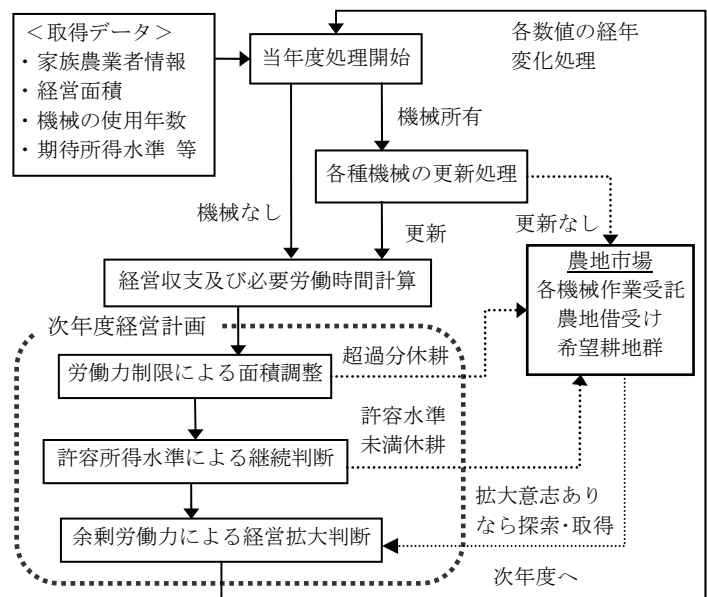 ＜取得データ＞
・家族農業者情報
・経営面積
・機械の使用年数
・期待所得水準 等
当年度処理開始
各数値の経年
変化処理
機械所有
各種機械の更新処理
機械なし
更新
更新なし
経営収支及び必要労働時間計算
農地市場
各機械作業受託
農地借受け
希望耕地群
次年度経営計画
労働力制限による面積調整
超過分休耕
許容水準
未満休耕
許容所得水準による継続判断
拡大意志あり
なら探索・取得
余剰労働力による経営拡大判断
次年度へ